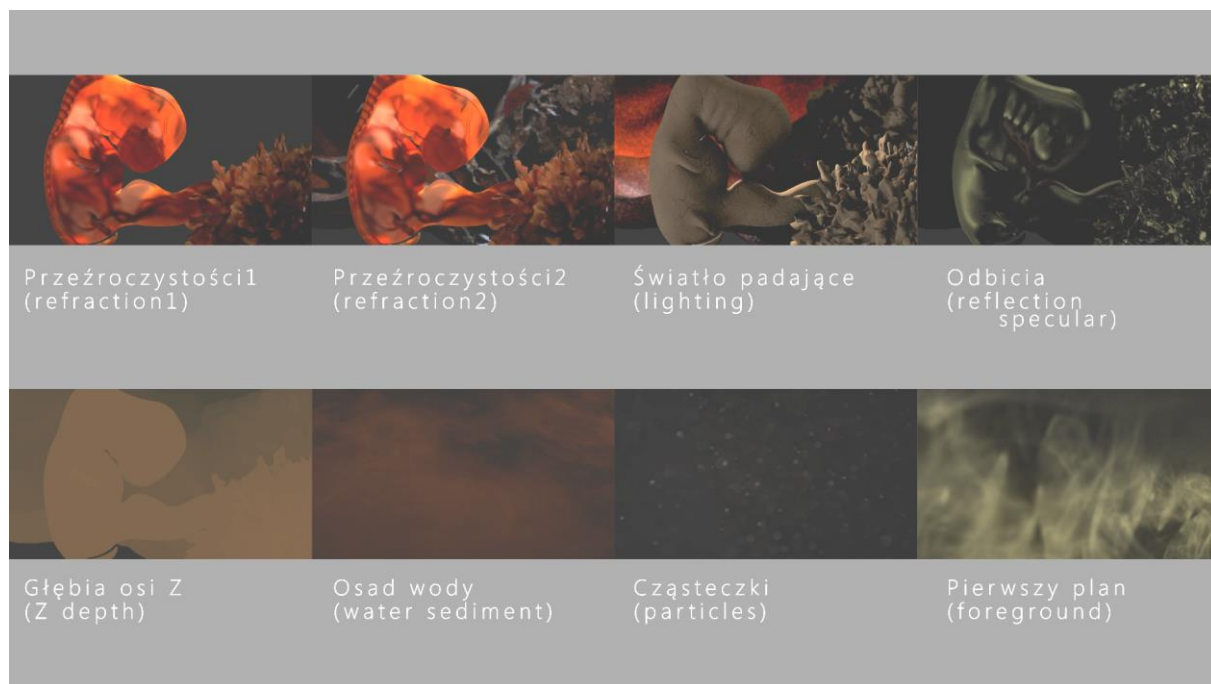 Przeźroczystości1
(refraction1)
Przeźroczystości2
(refraction2)
Światło padające
(lighting)
Odbicia
(reflection
specular)
Głębia osi Z
(Z depth)
Osad wody
(water sediment)
Cząsteczki
(particles)
Pierwszy plan
(foreground)